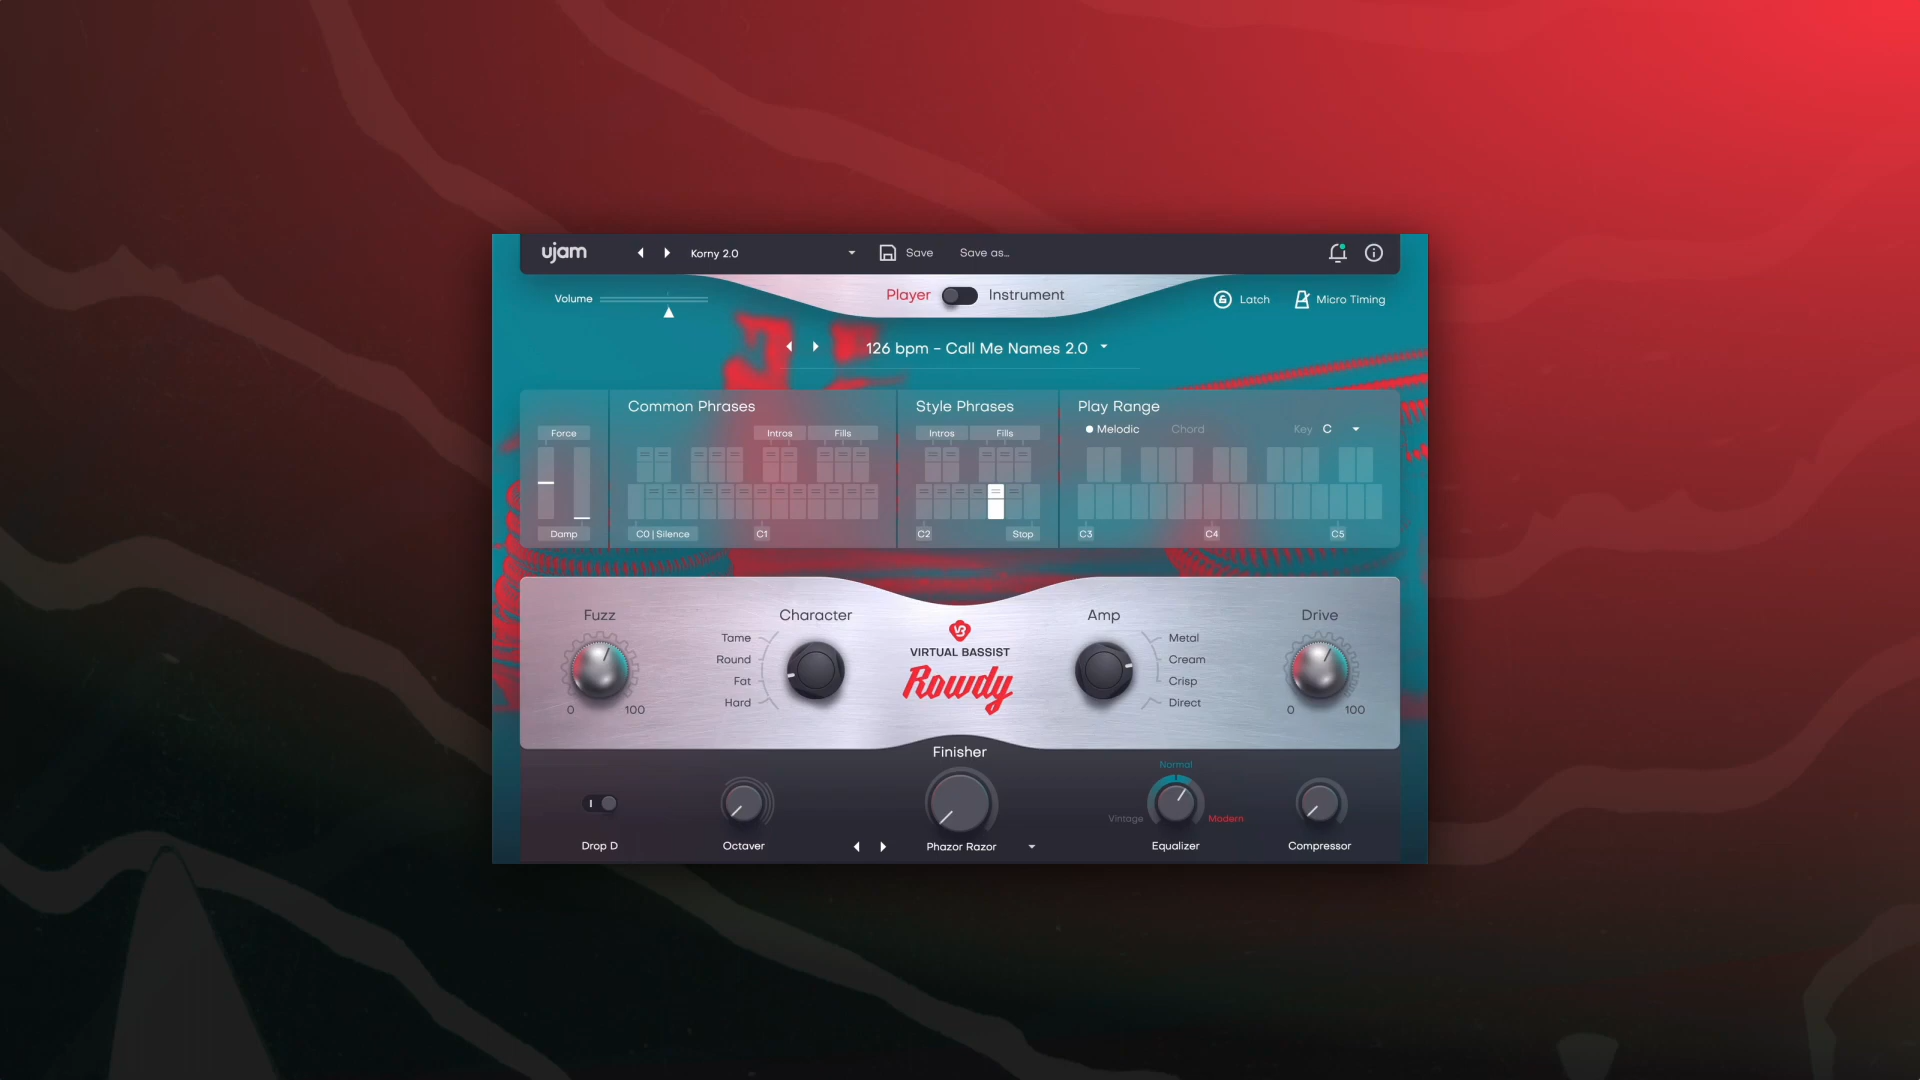 ujam
Korny 2.0
Save
Save as...
Volume
Player
Instrument
Latch
Micro Timing
126 bpm - Call Me Names 2.0
Common Phrases
Style Phrases
Play Range
Force
Intros
Fills
Intros
Fills
Melodic
Chord
Key
C
Damp
C0 | Silence
C1
C2
Stop
C3
C4
C5
Fuzz
Character
Amp
Drive
Tame
Round
Fat
Hard
VB
VIRTUAL BASSIST
Rowdy
Metal
Cream
Crisp
Direct
0
100
0
100
Finisher
Normal
Vintage
Modern
Drop D
Octaver
Phazor Razor
Equalizer
Compressor